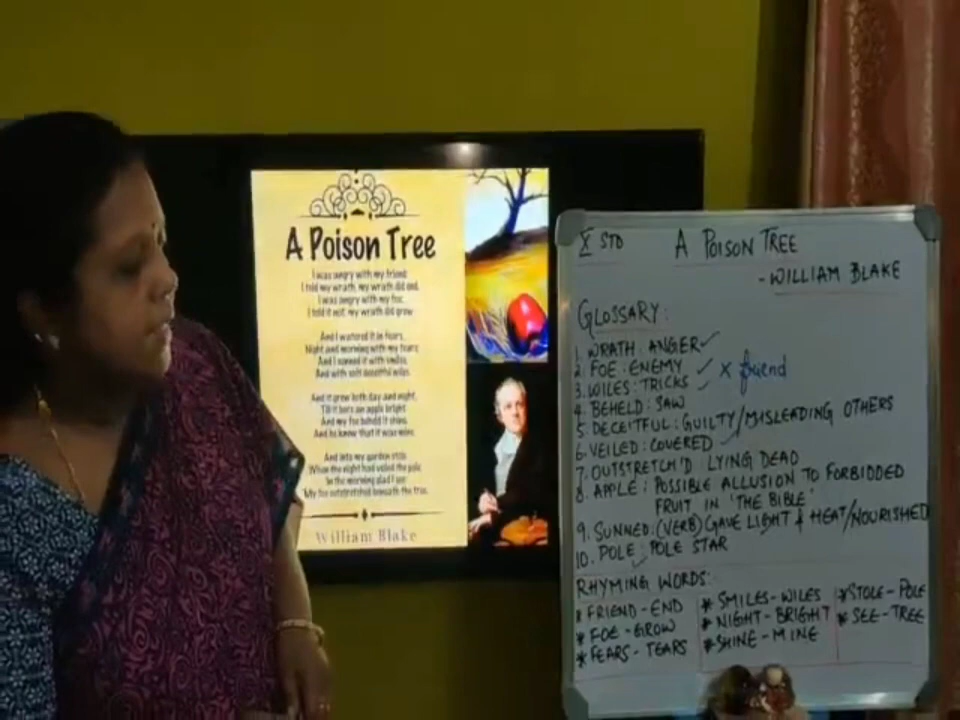 A Poison Tree
I was angry with my friend
I told my wrath, my wrath did end.
I was angry with my foe.
I told it not, my wrath did grow
And I watered it in fears,
Night and morning with my tears
And I sunned it with smiles,
And with soft deceitful wiles.
And it grew both day and night,
Till it bore an apple bright
And my foe beheld it shine.
And he knew that it was mine.
And into my garden stole
When the night had veiled the pole
In the morning glad I see
My foe outstretched beneath the tree.
William Blake
X STD A POISON TREE
- WILLIAM BLAKE
GLOSSARY:
1. WRATH: ANGER ✓
2. FOE: ENEMY ✓ × friend
3. WILES: TRICKS ✓
4. BEHELD: SAW
5. DECEITFUL: GUILTY/MISLEADING OTHERS
6. VEILED: COVERED ✓
7. OUTSTRETCH'D LYING DEAD
8. APPLE: POSSIBLE ALLUSION TO FORBIDDED
FRUIT IN 'THE BIBLE'
9. SUNNED: (VERB) GAVE LIGHT & HEAT/NOURISHED
10. POLE: POLE STAR
RHYMING WORDS:
* FRIEND-END
* FOE-GROW
* FEARS-TEARS
* SMILES-WILES
* NIGHT-BRIGHT
* SHINE-MINE
* STOLE-POLE
* SEE-TREE